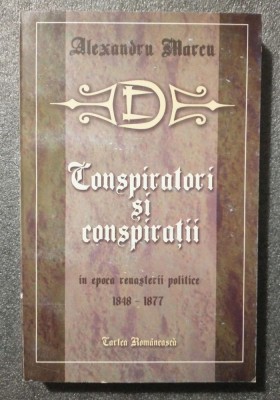 Alexandru Marcu
D
Conspiratori
și
conspirații
în epoca renașterii politice
1848 - 1877
Cartea Românească